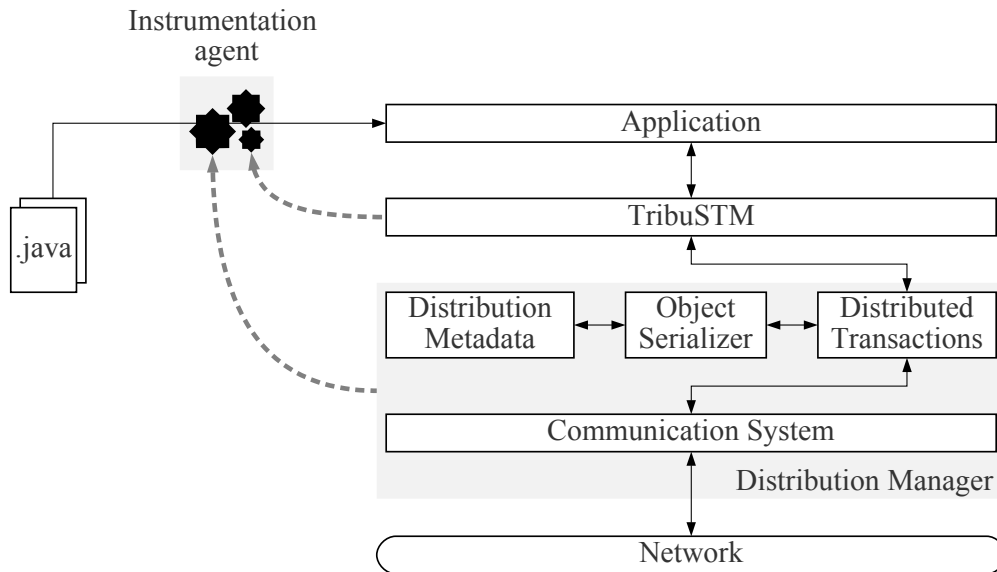 Instrumentation
agent
Application
.java
TribuSTM
Distribution
Metadata
Object
Serializer
Distributed
Transactions
Communication System
Distribution Manager
Network